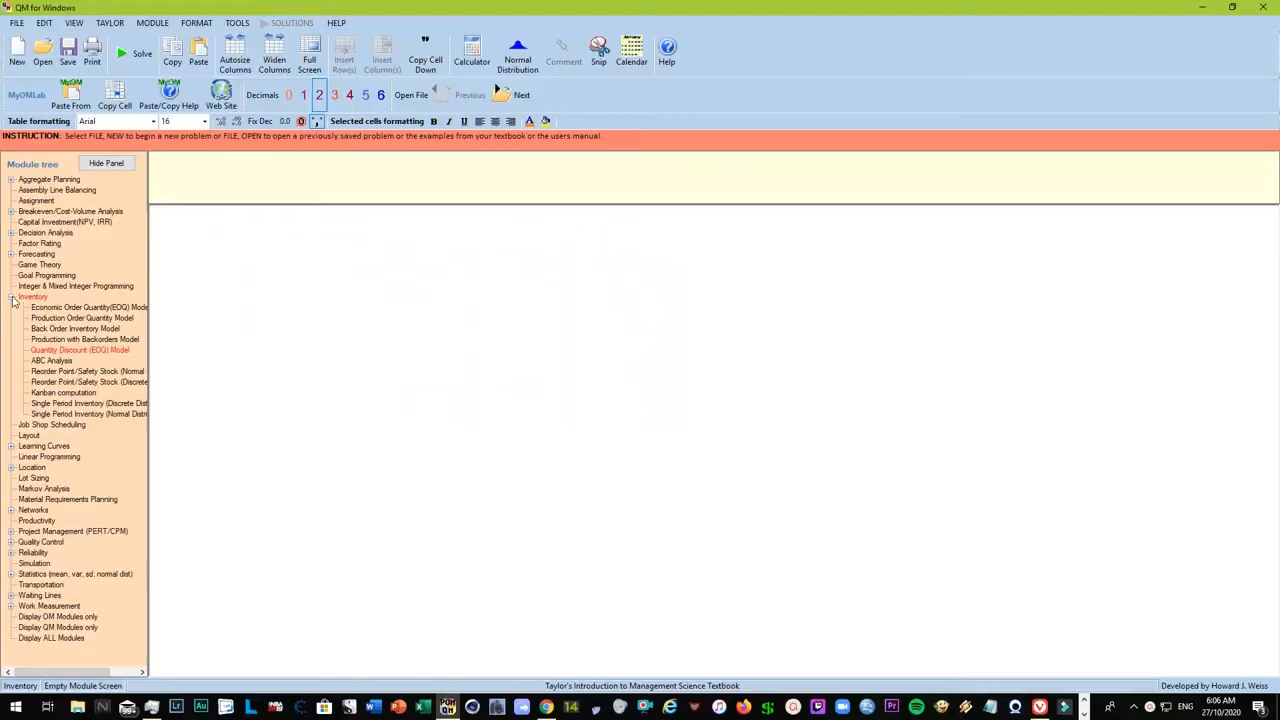 QM for Windows
FILE EDIT VIEW TAYLOR MODULE FORMAT TOOLS SOLUTIONS HELP
New Open Save Print Solve Copy Paste Autosize Columns Widen Columns Full Screen Insert Row(s) Insert Column(s) Copy Cell Down Calculator Normal Distribution Comment Snip Calendar Help
MyOMLab Paste From Copy Cell Paste/Copy Help Web Site Decimals 0 1 2 3 4 5 6 Open File Previous Next
Table formatting Arial 16 Fix Dec 0.0 Selected cells formatting B I U A
INSTRUCTION: Select FILE, NEW to begin a new problem or FILE, OPEN to open a previously saved problem or the examples from your textbook or the users manual.
Module tree Hide Panel
Aggregate Planning
Assembly Line Balancing
Assignment
Breakeven/Cost-Volume Analysis
Capital Investment(NPV, IRR)
Decision Analysis
Factor Rating
Forecasting
Game Theory
Goal Programming
Integer & Mixed Integer Programming
Inventory
Economic Order Quantity(EOQ) Mode
Production Order Quantity Model
Back Order Inventory Model
Production with Backorders Model
Quantity Discount (EOQ) Model
ABC Analysis
Reorder Point/Safety Stock (Normal
Reorder Point/Safety Stock (Discrete
Kanban computation
Single Period Inventory (Discrete Dist
Single Period Inventory (Normal Distri
Job Shop Scheduling
Layout
Learning Curves
Linear Programming
Location
Lot Sizing
Markov Analysis
Material Requirements Planning
Networks
Productivity
Project Management (PERT/CPM)
Quality Control
Reliability
Simulation
Statistics (mean, var, sd; normal dist)
Transportation
Waiting Lines
Work Measurement
Display OM Modules only
Display QM Modules only
Display ALL Modules
Inventory Empty Module Screen Taylor's Introduction to Management Science Textbook Developed by Howard J. Weiss
6:06 AM
27/10/2020